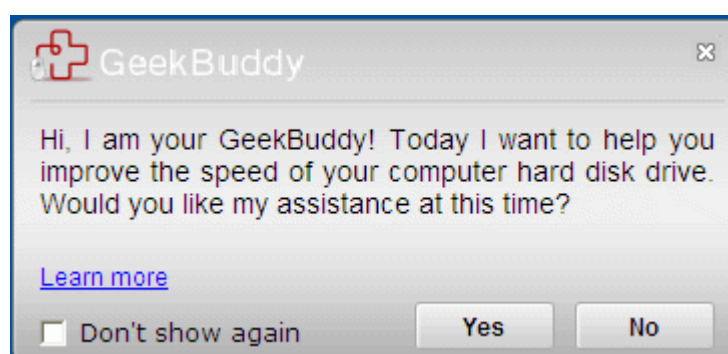 GeekBuddy
Hi, I am your GeekBuddy! Today I want to help you
improve the speed of your computer hard disk drive.
Would you like my assistance at this time?
Learn more
Don't show again
Yes
No